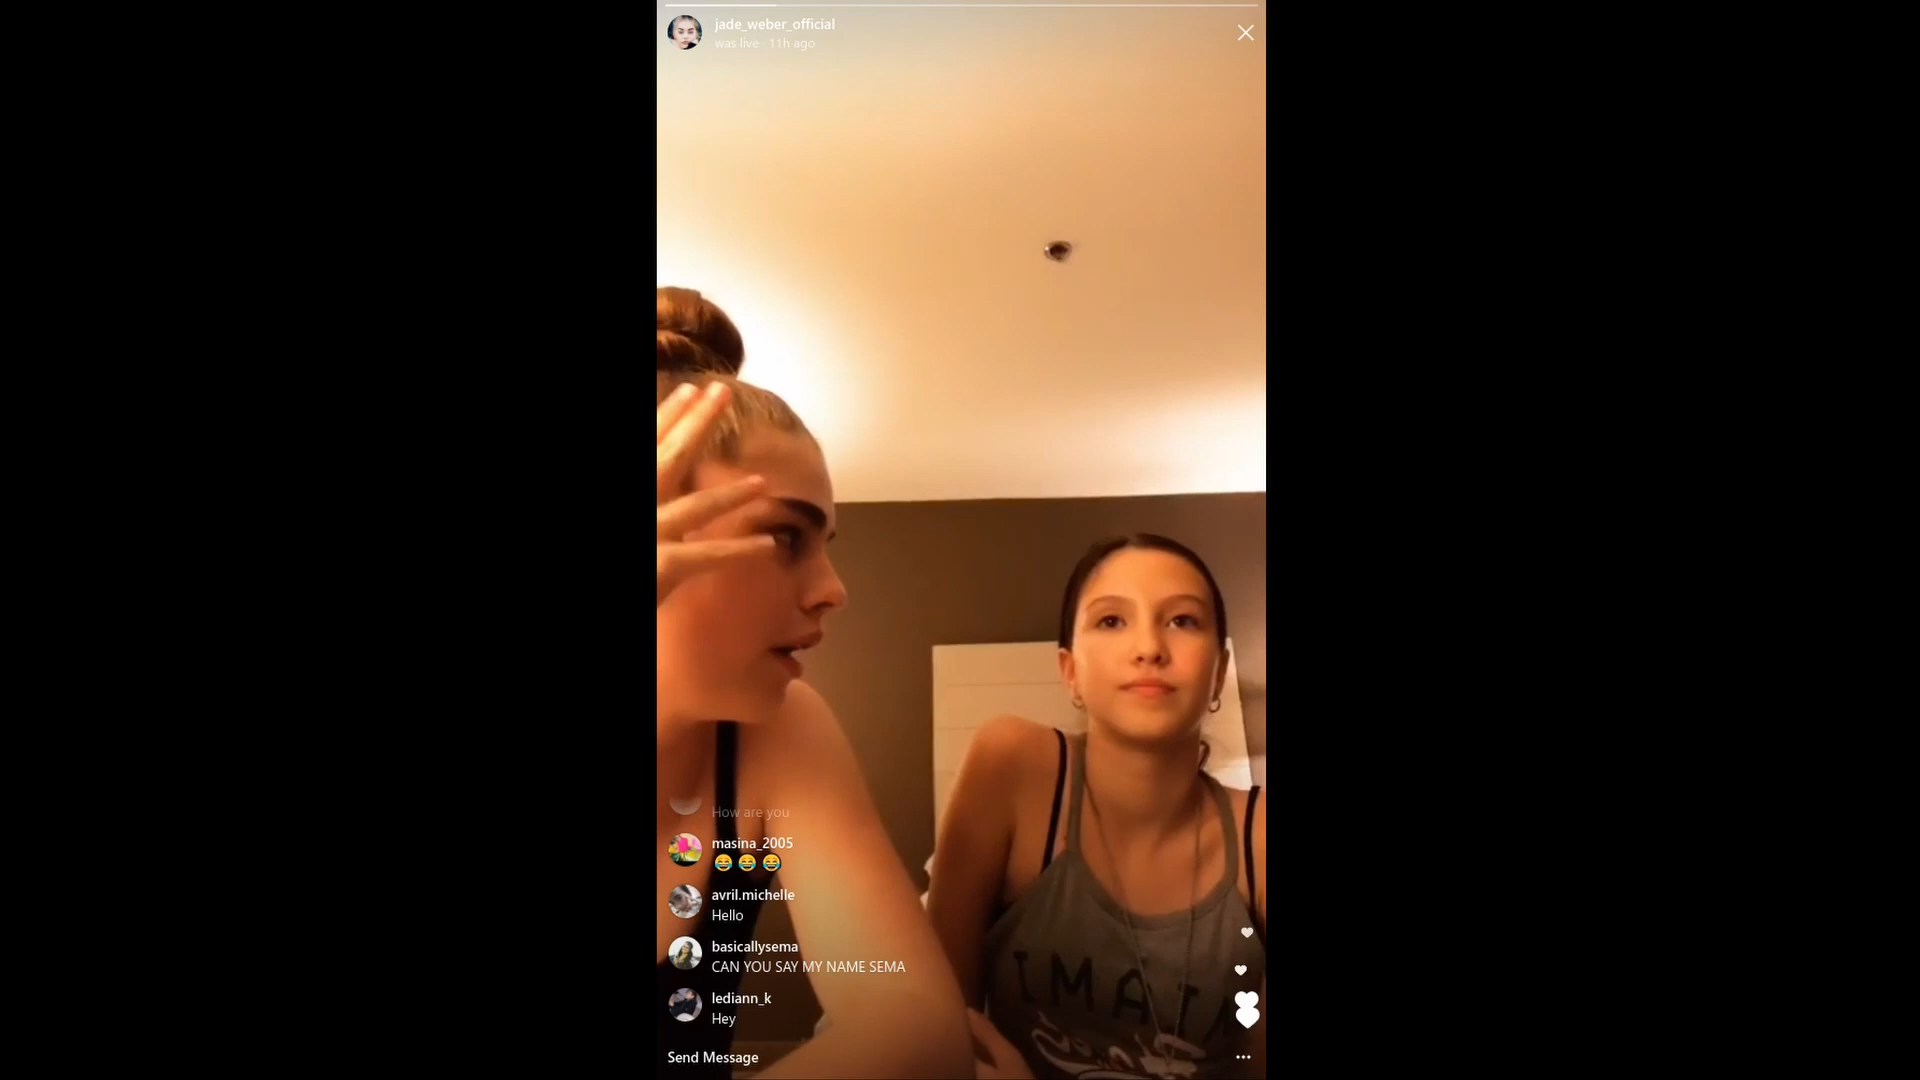 jade_weber_official
was live · 11h ago
How are you
masina_2005
😂 😂 😂
avril.michelle
Hello
basicallysema
CAN YOU SAY MY NAME SEMA
lediann_k
Hey
Send Message